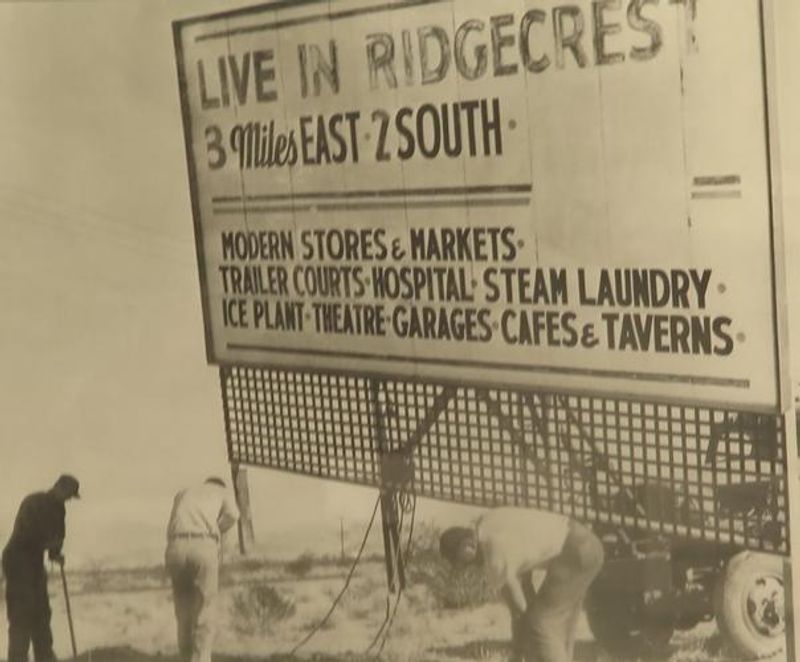 LIVE IN RIDGECREST
3 Miles EAST·2 SOUTH·
MODERN STORES & MARKETS·
TRAILER COURTS·HOSPITAL·STEAM LAUNDRY·
ICE PLANT·THEATRE·GARAGES·CAFES & TAVERNS·